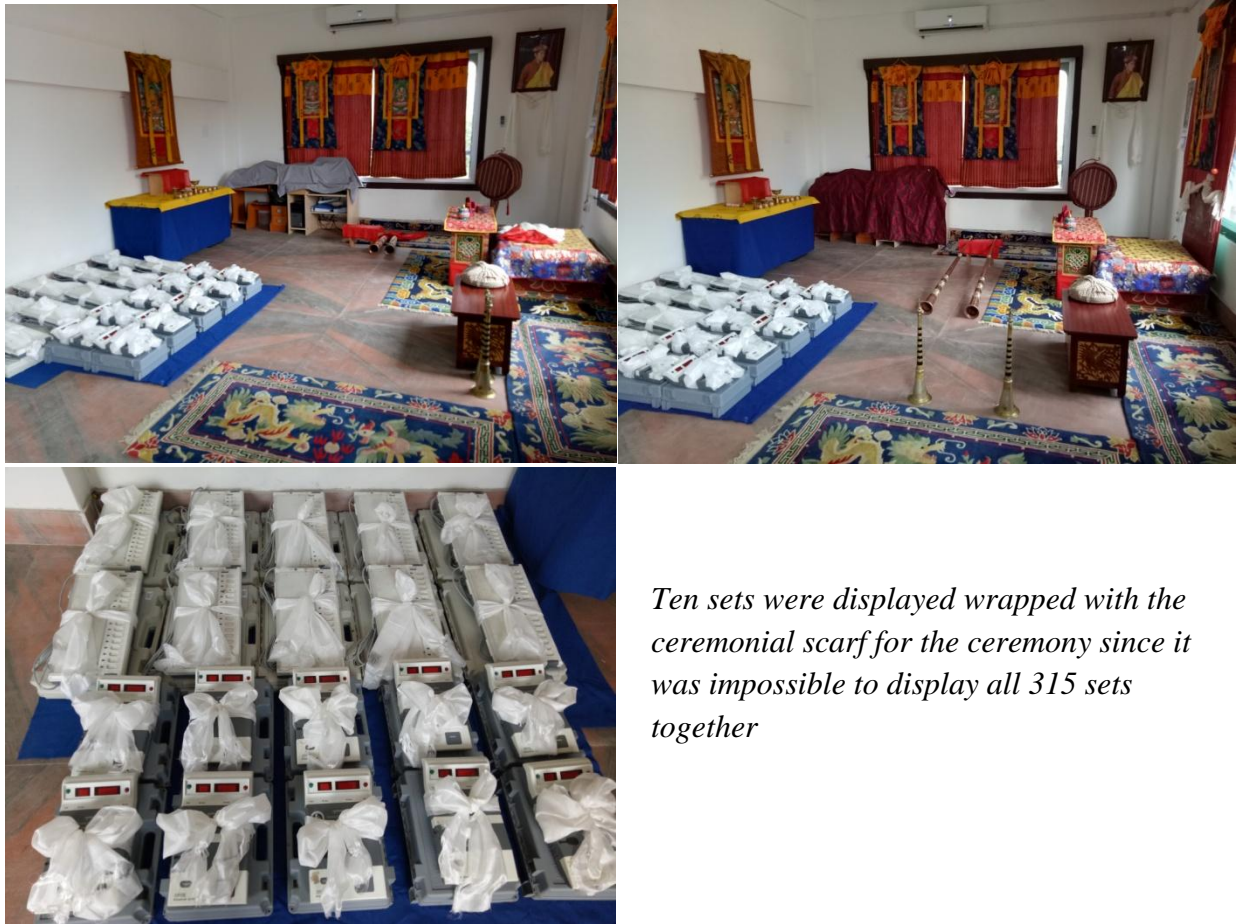 Ten sets were displayed wrapped with the
ceremonial scarf for the ceremony since it
was impossible to display all 315 sets
together